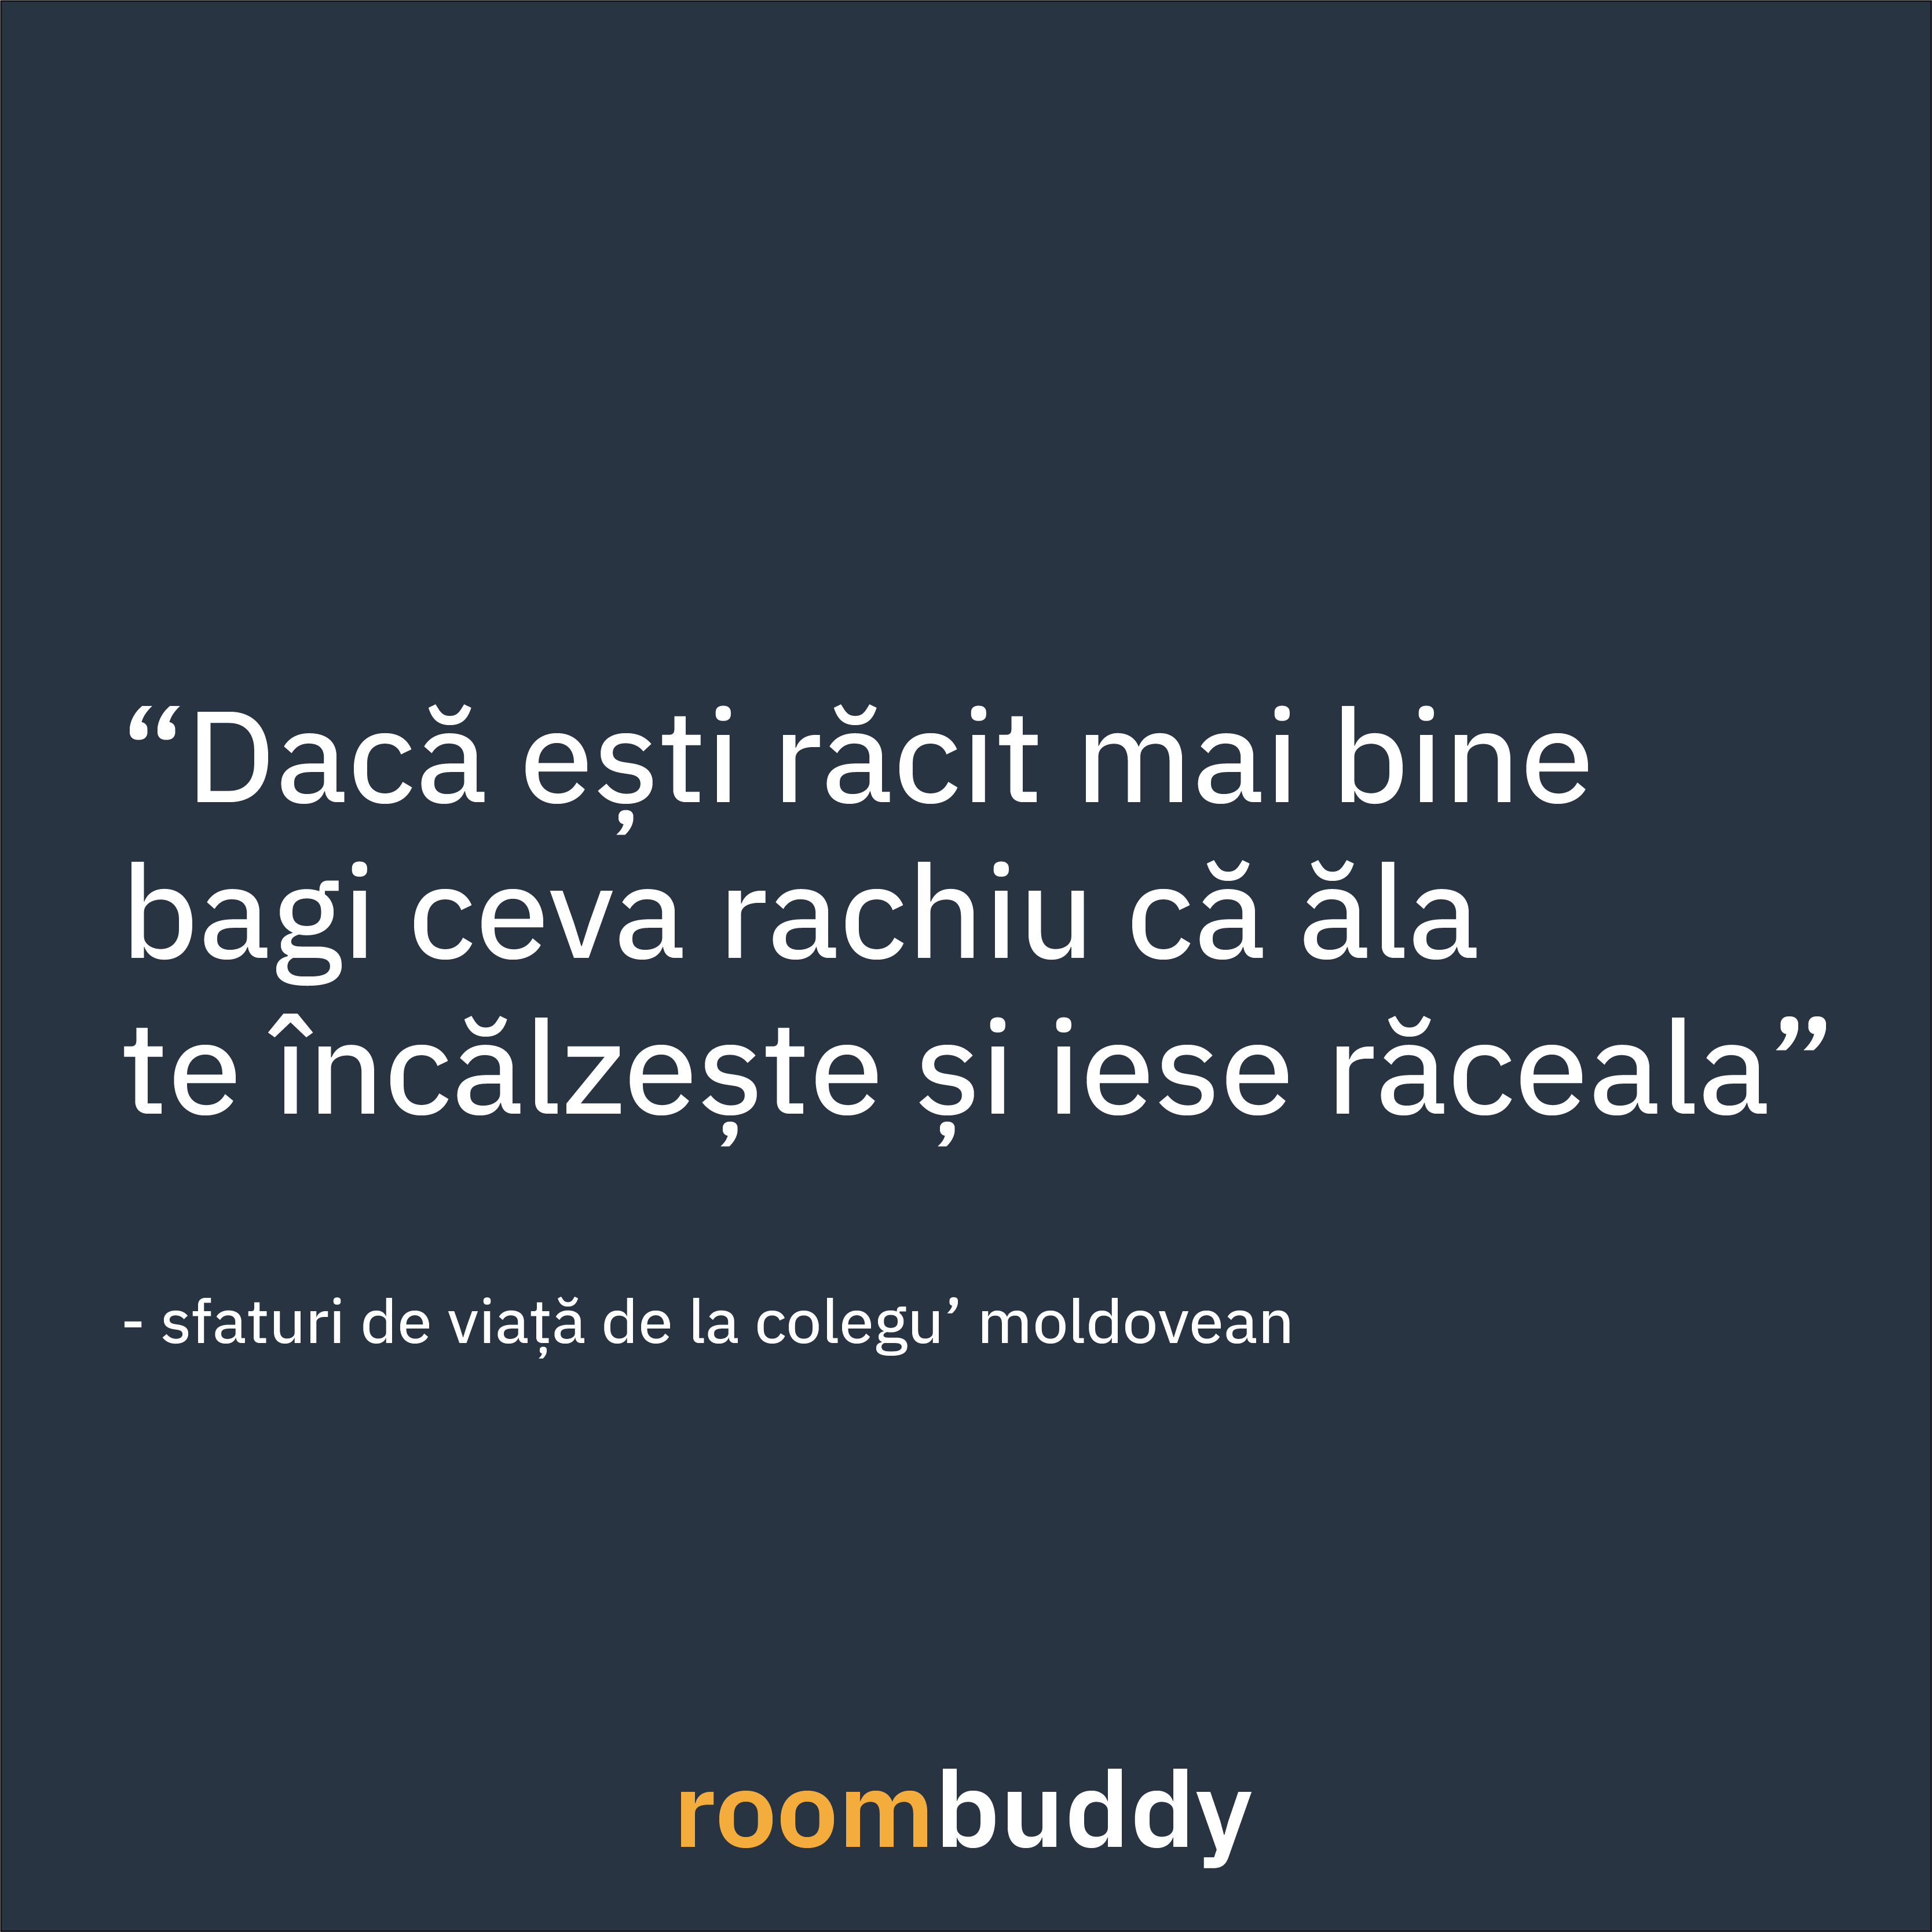 “Dacă ești răcit mai bine
bagi ceva rachiu că ăla
te încălzește și iese răceala”
- sfaturi de viață de la colegu’ moldovean
roombuddy